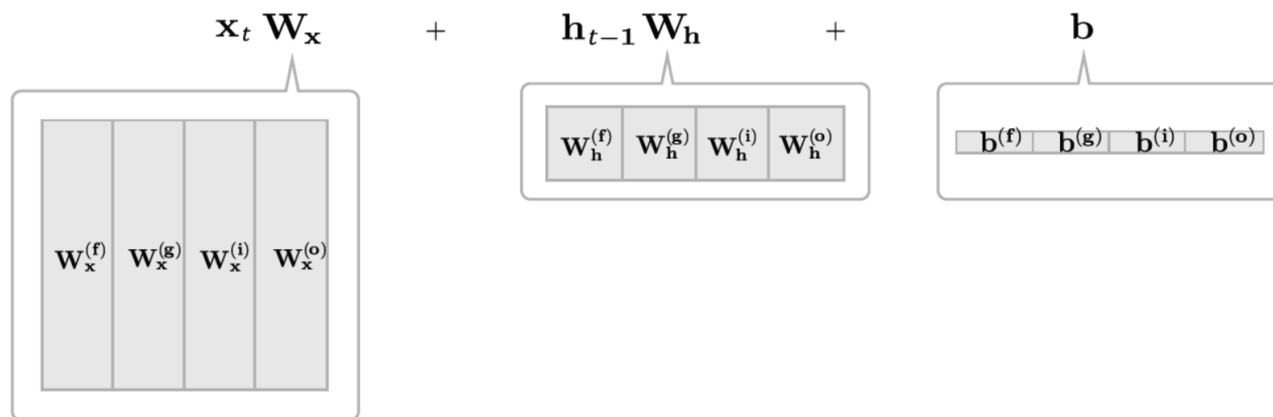 x_t W_x + h_{t−1} W_h + b
W_x^{(f)} W_x^{(g)} W_x^{(i)} W_x^{(o)}
W_h^{(f)} W_h^{(g)} W_h^{(i)} W_h^{(o)}
b^{(f)} b^{(g)} b^{(i)} b^{(o)}